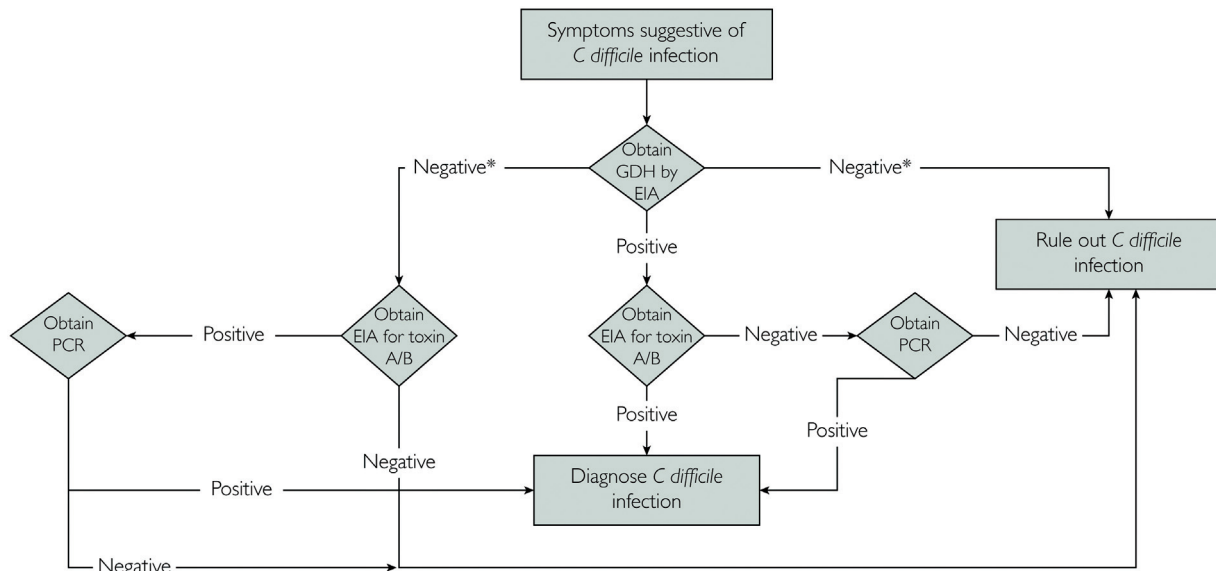 Symptoms suggestive of
C difficile infection
Obtain
GDH by
EIA
Negative*
Negative*
Positive
Rule out C difficile
infection
Obtain
PCR
Positive
Obtain
EIA for toxin
A/B
Obtain
EIA for toxin
A/B
Negative
Obtain
PCR
Negative
Positive
Positive
Negative
Positive
Diagnose C difficile
infection
Negative